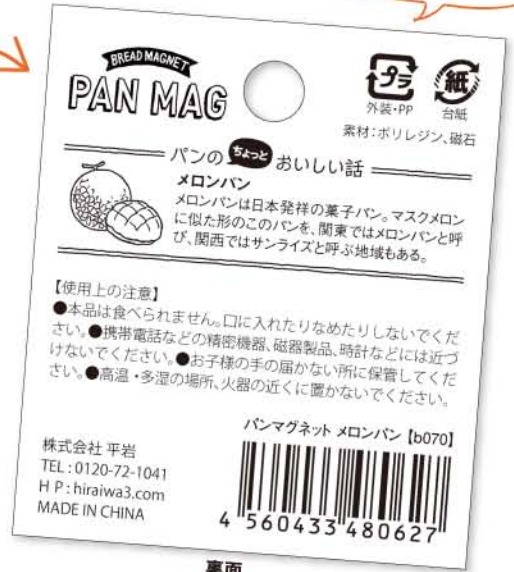 BREAD MAGNET
PAN MAG
プラ
外装・PP
紙
台紙
素材：ポリレジン、磁石
パンのちょっとおいしい話
メロンパン
メロンパンは日本発祥の菓子パン。マスクメロン
に似た形のこのパンを、関東ではメロンパンと呼
び、関西ではサンライズと呼ぶ地域もある。
【使用上の注意】
●本品は食べられません。口に入れたりなめたりしないでくだ
さい。●携帯電話などの精密機器、磁器製品、時計などには近づ
けないでください。●お子様の手の届かない所に保管してくだ
さい。●高温・多湿の場所、火器の近くに置かないでください。
パンマグネット メロンパン【b070】
株式会社 平岩
TEL：0120-72-1041
H P：hiraiwa3.com
MADE IN CHINA
4 560433 480627
裏面